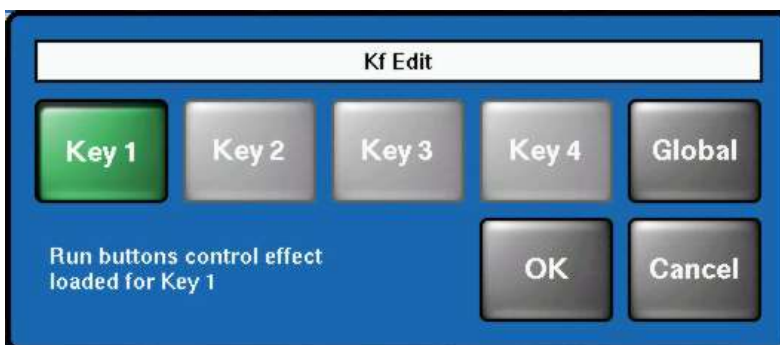 Kf Edit
Key 1 Key 2 Key 3 Key 4 Global
Run buttons control effect
loaded for Key 1
OK Cancel